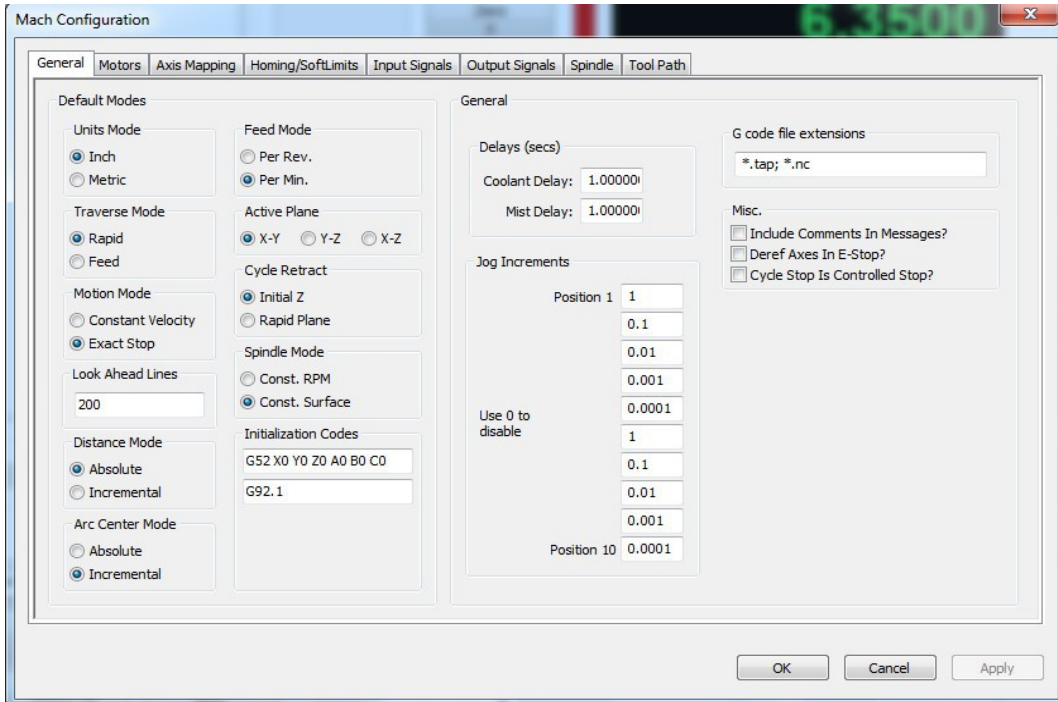 Mach Configuration
6.3500
General Motors Axis Mapping Homing/SoftLimits Input Signals Output Signals Spindle Tool Path
Default Modes
Units Mode
Inch
Metric
Traverse Mode
Rapid
Feed
Motion Mode
Constant Velocity
Exact Stop
Look Ahead Lines
200
Distance Mode
Absolute
Incremental
Arc Center Mode
Absolute
Incremental
Feed Mode
Per Rev.
Per Min.
Active Plane
X-Y Y-Z X-Z
Cycle Retract
Initial Z
Rapid Plane
Spindle Mode
Const. RPM
Const. Surface
Initialization Codes
G52 X0 Y0 Z0 A0 B0 C0
G92.1
General
Delays (secs)
Coolant Delay: 1.00000
Mist Delay: 1.00000
Jog Increments
Position 1 1
0.1
0.01
0.001
0.0001
Use 0 to
disable
1
0.1
0.01
0.001
Position 10 0.0001
G code file extensions
*.tap; *.nc
Misc.
Include Comments In Messages?
Deref Axes In E-Stop?
Cycle Stop Is Controlled Stop?
OK Cancel Apply